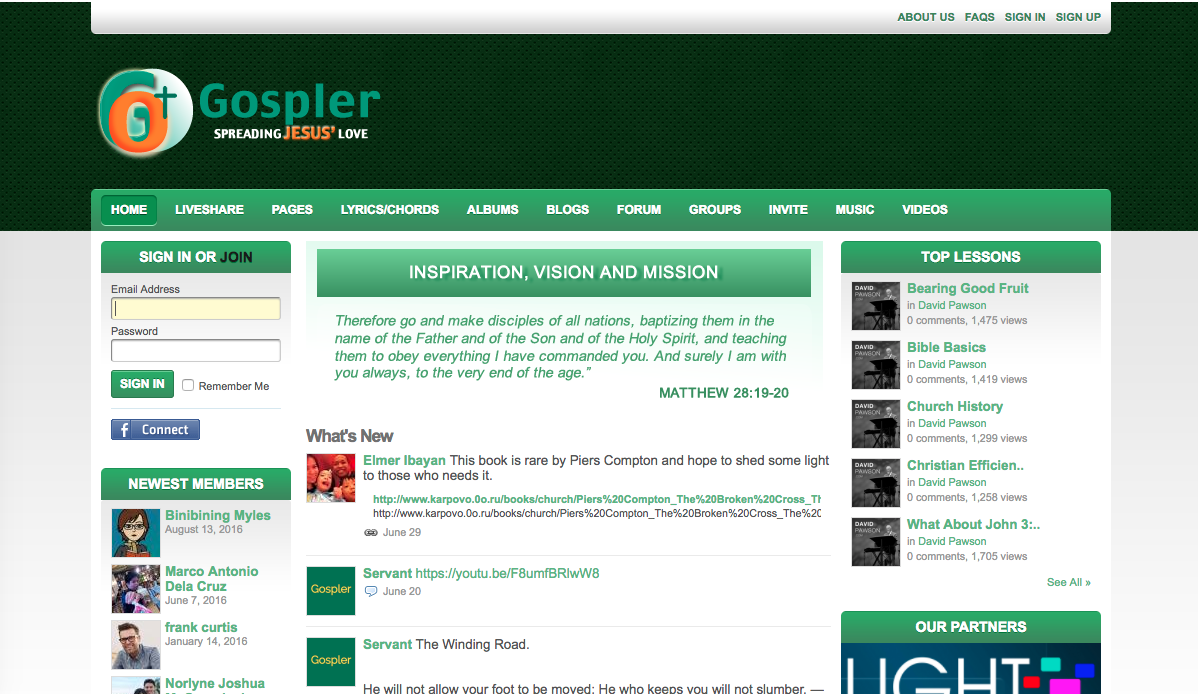 ABOUT US FAQS SIGN IN SIGN UP
Gospler
SPREADING JESUS' LOVE
HOME LIVESHARE PAGES LYRICS/CHORDS ALBUMS BLOGS FORUM GROUPS INVITE MUSIC VIDEOS
SIGN IN OR JOIN
Email Address
Password
SIGN IN Remember Me
f Connect
NEWEST MEMBERS
Binibining Myles
August 13, 2016
Marco Antonio
Dela Cruz
June 7, 2016
frank curtis
January 14, 2016
Norlyne Joshua
INSPIRATION, VISION AND MISSION
Therefore go and make disciples of all nations, baptizing them in the
name of the Father and of the Son and of the Holy Spirit, and teaching
them to obey everything I have commanded you. And surely I am with
you always, to the very end of the age.”
MATTHEW 28:19-20
What's New
Elmer Ibayan This book is rare by Piers Compton and hope to shed some light
to those who needs it.
http://www.karpovo.0o.ru/books/church/Piers%20Compton_The%20Broken%20Cross_Th
http://www.karpovo.0o.ru/books/church/Piers%20Compton_The%20Broken%20Cross_The%20
June 29
Gospler
Servant https://youtu.be/F8umfBRlwW8
June 20
Gospler
Servant The Winding Road.
He will not allow your foot to be moved; He who keeps you will not slumber. —
TOP LESSONS
DAVID
PAWSON
Bearing Good Fruit
in David Pawson
0 comments, 1,475 views
DAVID
PAWSON
Bible Basics
in David Pawson
0 comments, 1,419 views
DAVID
PAWSON
Church History
in David Pawson
0 comments, 1,299 views
DAVID
PAWSON
Christian Efficien..
in David Pawson
0 comments, 1,258 views
DAVID
PAWSON
What About John 3:..
in David Pawson
0 comments, 1,705 views
See All »
OUR PARTNERS
LIGHT